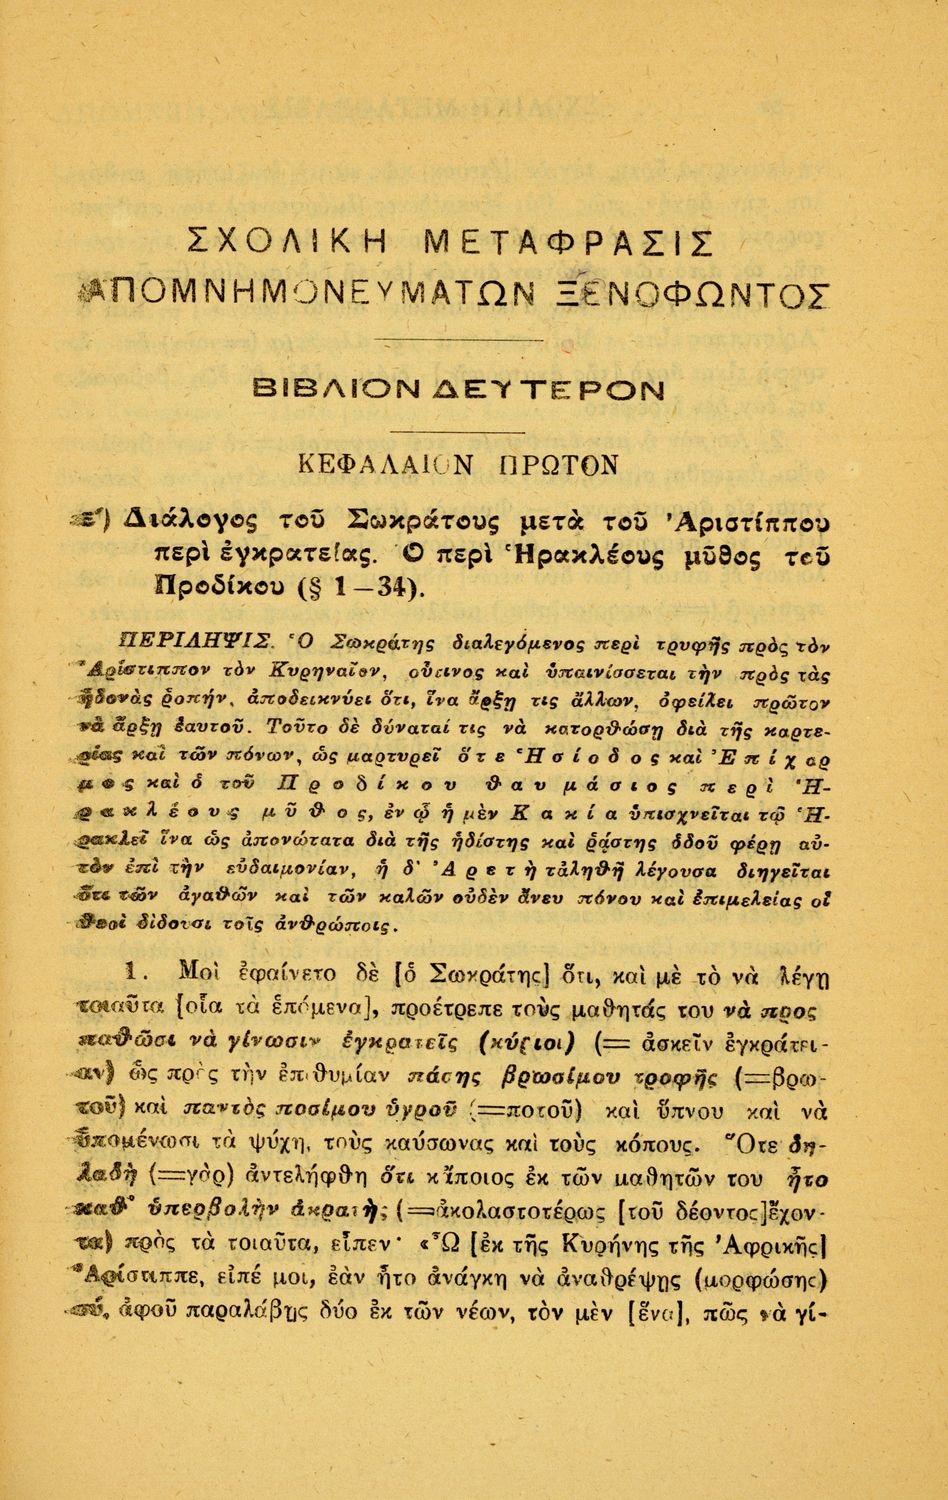 ΣΧΟΛΙΚΗ ΜΕΤΑΦΡΑΣΙΣ
ΑΠΟΜΝΗΜΟΝΕΥΜΑΤΩΝ ΞΕΝΟΦΩΝΤΟΣ
ΒΙΒΛΙΟΝ ΔΕΥΤΕΡΟΝ
ΚΕΦΑΛΑΙΟΝ ΠΡΩΤΟΝ
Διάλογος τοῦ Σωκράτους μετὰ τοῦ Ἀριστίππου
περὶ ἐγκρατείας. Ὁ περὶ Ἡρακλέους μῦθος τοῦ
Προδίκου (§ 1—34).
ΠΕΡΙΛΗΨΙΣ. Ὁ Σωκράτης διαλεγόμενος περὶ τρυφῆς πρὸς τὸν
Ἀρίστιππον τὸν Κυρηναῖον, οὗτινος καὶ ὑπαινίσσεται τὴν πρὸς τὰς
ἡδονὰς ῥοπήν, ἀποδεικνύει ὅτι, ἵνα ἄρξῃ τις ἄλλων, ὀφείλει πρῶτον
νὰ ἄρξῃ ἑαυτοῦ. Τοῦτο δὲ δύναταί τις νὰ κατορθώσῃ διὰ τῆς καρτε-
ρίας καὶ τῶν πόνων, ὡς μαρτυρεῖ ὅ τε Ἡσίοδος καὶ Ἐπίχαρ
μος καὶ ὁ τοῦ Προδίκου θαυμάσιος περὶ Ἡ-
ρακλέους μῦθος, ἐν ᾧ ἡ μὲν Κακία ὑπισχνεῖται τῷ Ἡ-
ρακλεῖ ἵνα ὡς ἀπονώτατα διὰ τῆς ἡδίστης καὶ ῥᾴστης ὁδοῦ φέρῃ αὐ-
τὸν ἐπὶ τὴν εὐδαιμονίαν, ἡ δ' Ἀρετὴ τἀληθῆ λέγουσα διηγεῖται
ὅτι τῶν ἀγαθῶν καὶ τῶν καλῶν οὐδὲν ἄνευ πόνου καὶ ἐπιμελείας οἱ
θεοὶ δίδουσι τοῖς ἀνθρώποις.
1. Μοὶ ἐφαίνετο δὲ [ὁ Σωκράτης] ὅτι, καὶ μὲ τὸ νὰ λέγῃ
τοιαῦτα [οἷα τὰ ἑπόμενα], προέτρεπε τοὺς μαθητάς του νὰ προς
παθῶσι νὰ γίνωσιν ἐγκρατεῖς (κύριοι) (= ἀσκεῖν ἐγκράτει-
αν) ὡς πρὸς τὴν ἐπιθυμίαν πάσης βρωσίμου τροφῆς (=βρω-
τοῦ) καὶ παντὸς ποσίμου ὑγροῦ (=ποτοῦ) καὶ ὕπνου καὶ νὰ
ὑπομένωσι τὰ ψύχη, τοὺς καύσωνας καὶ τοὺς κόπους. Ὅτε δη-
λαδὴ (=γὰρ) ἀντελήφθη ὅτι κἄποιος ἐκ τῶν μαθητῶν του ἦτο
καθ' ὑπερβολὴν ἀκρατὴς (=ἀκολαστοτέρως [τοῦ δέοντος] ἔχον-
τα) πρὸς τὰ τοιαῦτα, εἶπεν· «Ὦ [ἐκ τῆς Κυρήνης τῆς Ἀφρικῆς]
Ἀρίστιππε, εἰπέ μοι, ἐὰν ἦτο ἀνάγκη νὰ ἀναθρέψῃς (μορφώσῃς)
σύ, ἀφοῦ παραλάβῃς δύο ἐκ τῶν νέων, τὸν μὲν [ἕνα], πῶς νὰ γί-